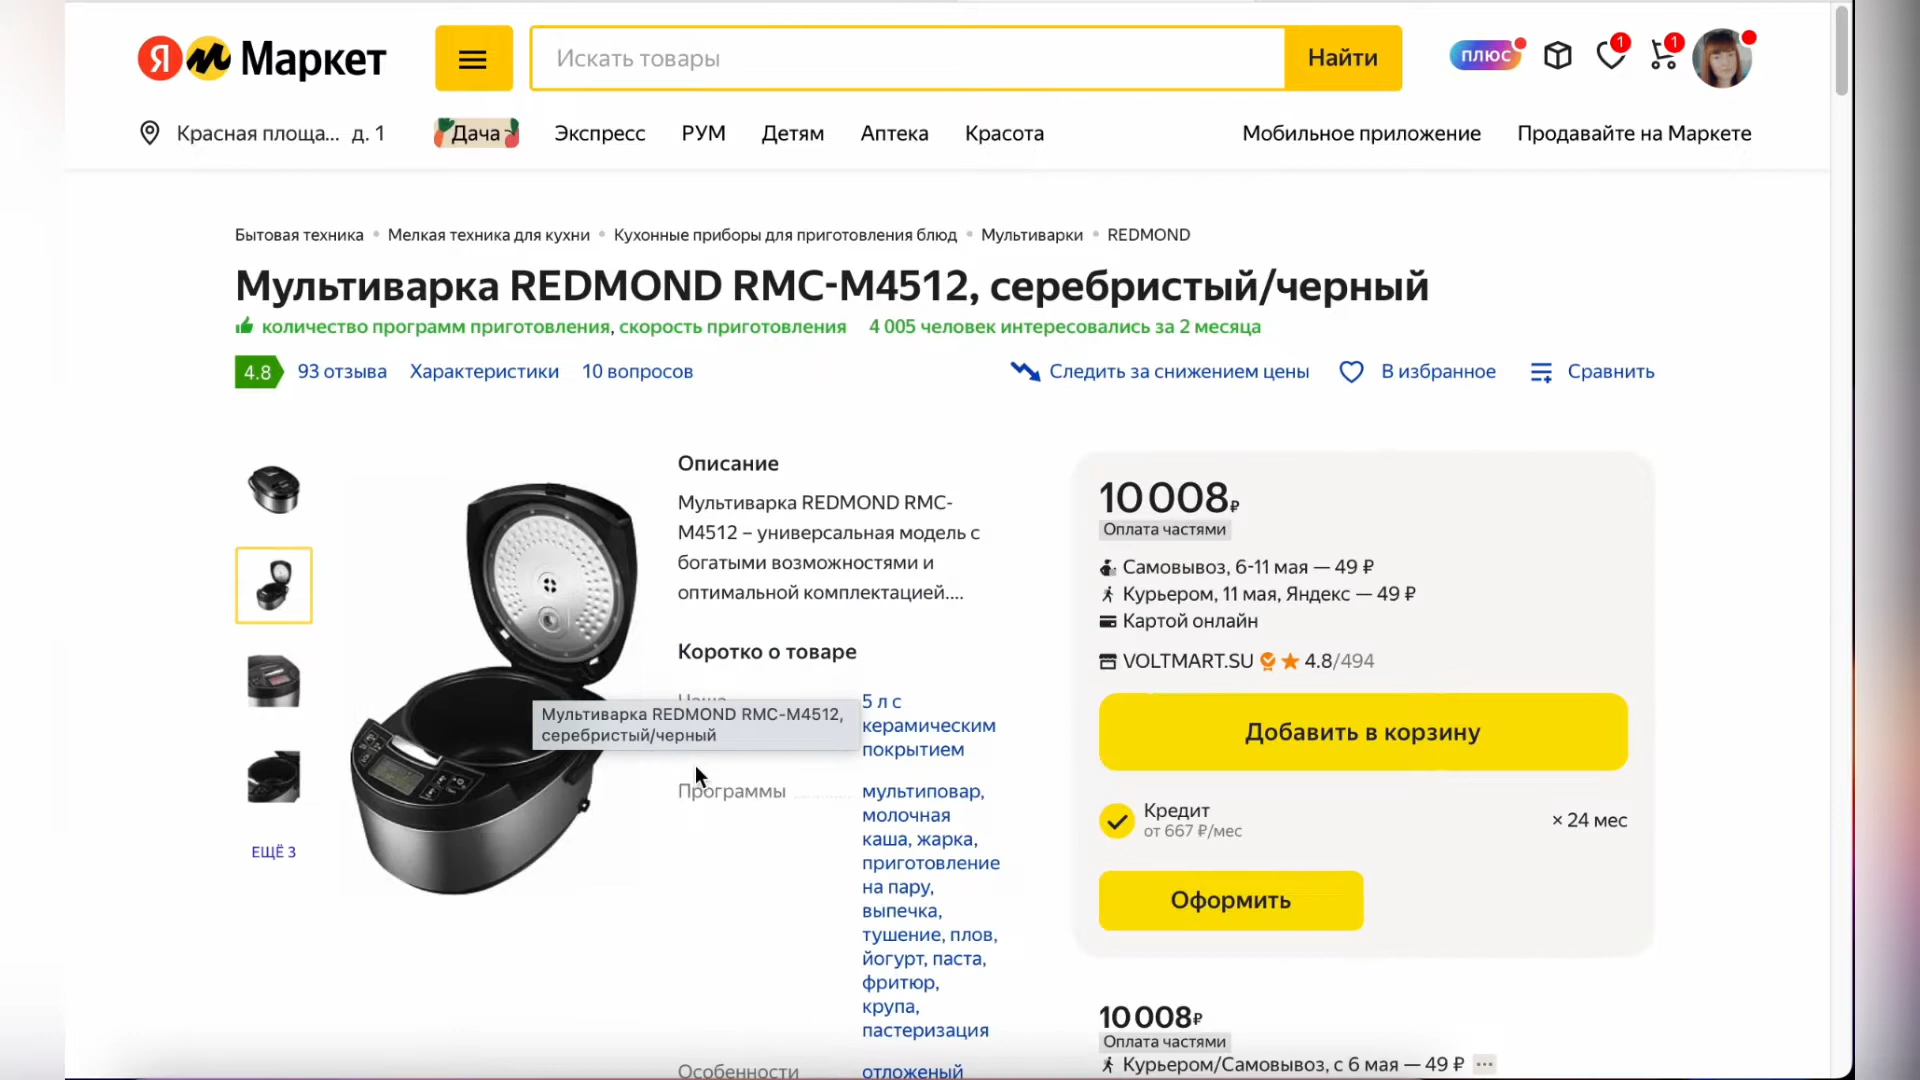 Я Маркет
Искать товары
Найти
плюс
1
1
Красная площа... д. 1
Дача
Экспресс
РУМ
Детям
Аптека
Красота
Мобильное приложение
Продавайте на Маркете
Бытовая техника • Мелкая техника для кухни • Кухонные приборы для приготовления блюд • Мультиварки • REDMOND
Мультиварка REDMOND RMC-M4512, серебристый/черный
количество программ приготовления, скорость приготовления 4 005 человек интересовались за 2 месяца
4.8 93 отзыва Характеристики 10 вопросов
Следить за снижением цены
В избранное
Сравнить
ЕЩЁ 3
Описание
Мультиварка REDMOND RMC-
M4512 – универсальная модель с
богатыми возможностями и
оптимальной комплектацией....
Коротко о товаре
5 л с
керамическим
покрытием
Мультиварка REDMOND RMC-M4512,
серебристый/черный
Программы
мультиповар,
молочная
каша, жарка,
приготовление
на пару,
выпечка,
тушение, плов,
йогурт, паста,
фритюр,
крупа,
пастеризация
Особенности
отложенный
10 008₽
Оплата частями
Самовывоз, 6-11 мая — 49 ₽
Курьером, 11 мая, Яндекс — 49 ₽
Картой онлайн
VOLTMART.SU 4.8/494
Добавить в корзину
Кредит
от 667 ₽/мес
× 24 мес
Оформить
10 008₽
Оплата частями
Курьером/Самовывоз, с 6 мая — 49 ₽ ...